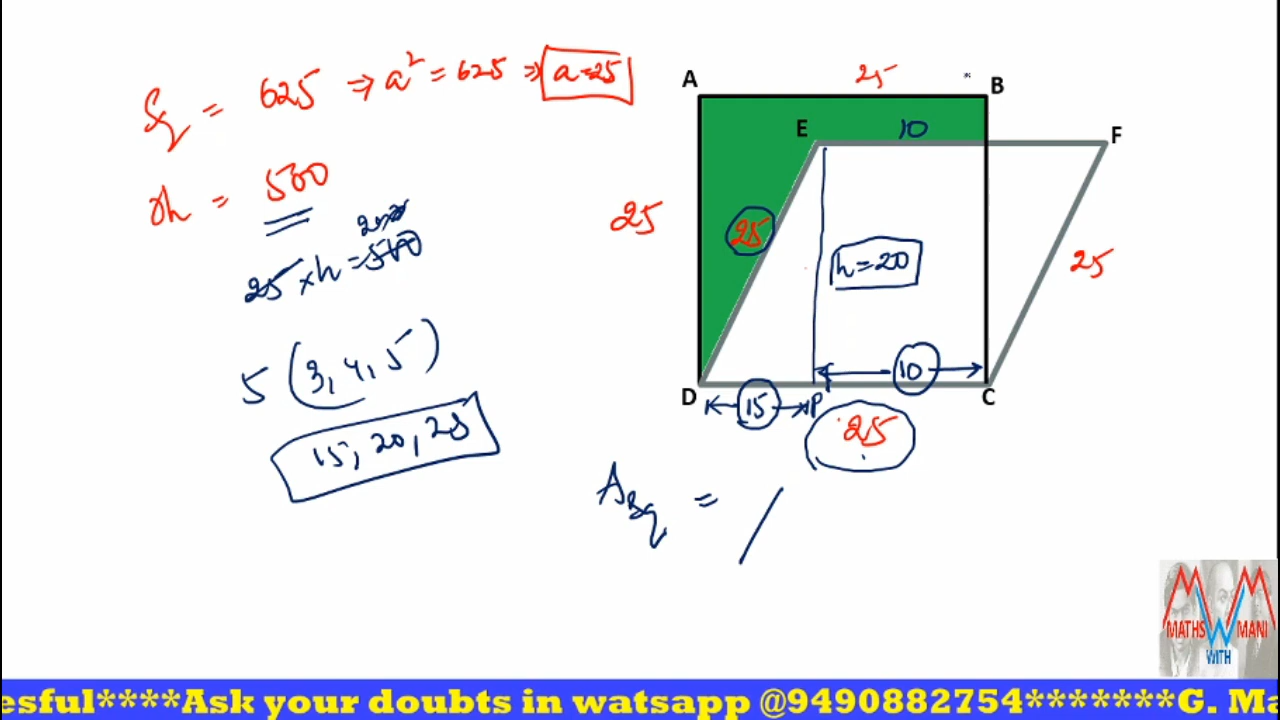 Sq = 625 ⇒ a² = 625 ⇒ a = 25
rh = 500
25 × h = 500
5 (3, 4, 5)
15, 20, 25
A 25 B
E 10 F
25 25 h = 20 25
10
D 15 P C
25
A Sq = /
MATHS WITH MANI
esful****Ask your doubts in watsapp @9490882754*******G. Ma